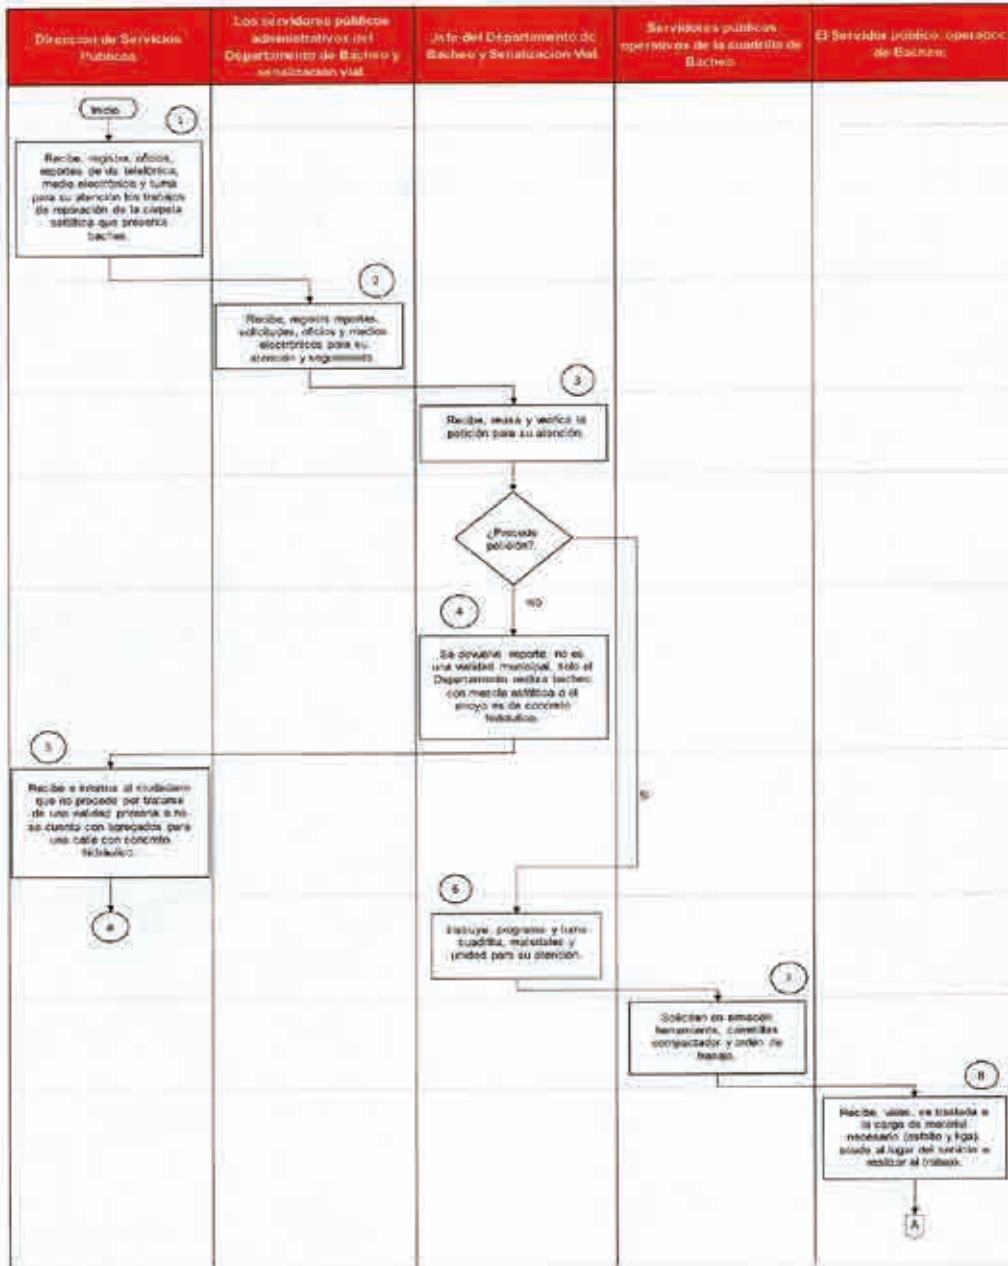 Dirección de Servicios
Públicos
Los servidores públicos
administrativos del
Departamento de Bacheo y
señalización vial
Jefe del Departamento de
Bacheo y Señalización Vial.
Servidores públicos
operativos de la cuadrilla de
Bacheo
El Servidor público, operador
de Bacheo.
Inicio
1
Recibe, registra, oficios,
reportes de vía telefónica,
medio electrónico y turna
para su atención los trabajos
de reparación de la carpeta
asfáltica que presenta
baches.
2
Recibe, registra reportes,
solicitudes, oficios y medios
electrónicos para su
atención y seguimiento
3
Recibe, revisa y verifica la
petición para su atención.
¿Procede
petición?.
NO
SI
4
Se devuelve reporte, no es
una vialidad municipal, solo el
Departamento realiza bacheo
con mezcla asfáltica o el
arroyo es de concreto
hidráulico.
5
Recibe e informa al ciudadano
que no procede por tratarse
de una vialidad primaria o no
se cuenta con agregados para
una calle con concreto
hidráulico.
6
Instruye, programa y turna
cuadrilla, materiales y
unidad para su atención.
7
Solicitan en almacén
herramienta, carretillas
compactador y orden de
trabajo.
8
Recibe, vales, se traslada a
la carga de material
necesario (asfalto y liga),
acude al lugar del servicio a
realizar el trabajo.
A